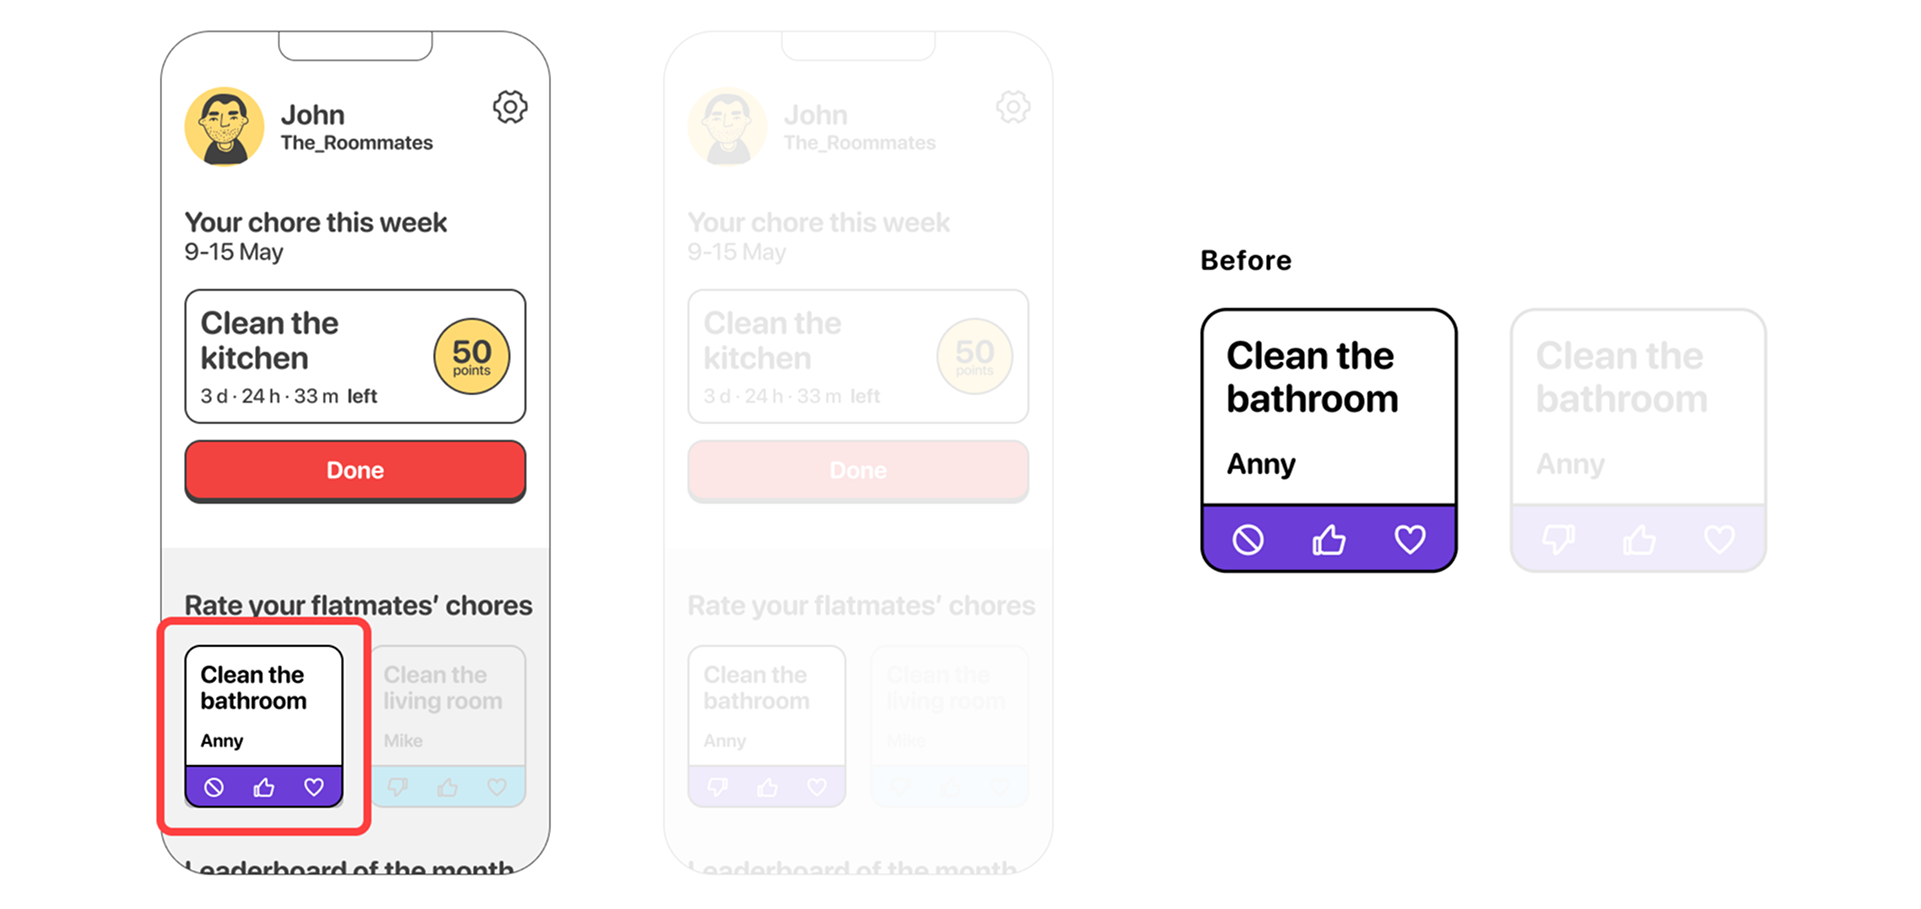 John
The_Roommates
Your chore this week
9-15 May
Clean the
kitchen
3 d · 24 h · 33 m left
50
points
Done
Rate your flatmates’ chores
Clean the
bathroom
Anny
Clean the
living room
Mike
Leaderboard of the month
John
The_Roommates
Your chore this week
9-15 May
Clean the
kitchen
3 d · 24 h · 33 m left
50
points
Done
Rate your flatmates’ chores
Clean the
bathroom
Anny
Clean the
living room
Mike
Leaderboard of the month
Before
Clean the
bathroom
Anny
Clean the
bathroom
Anny